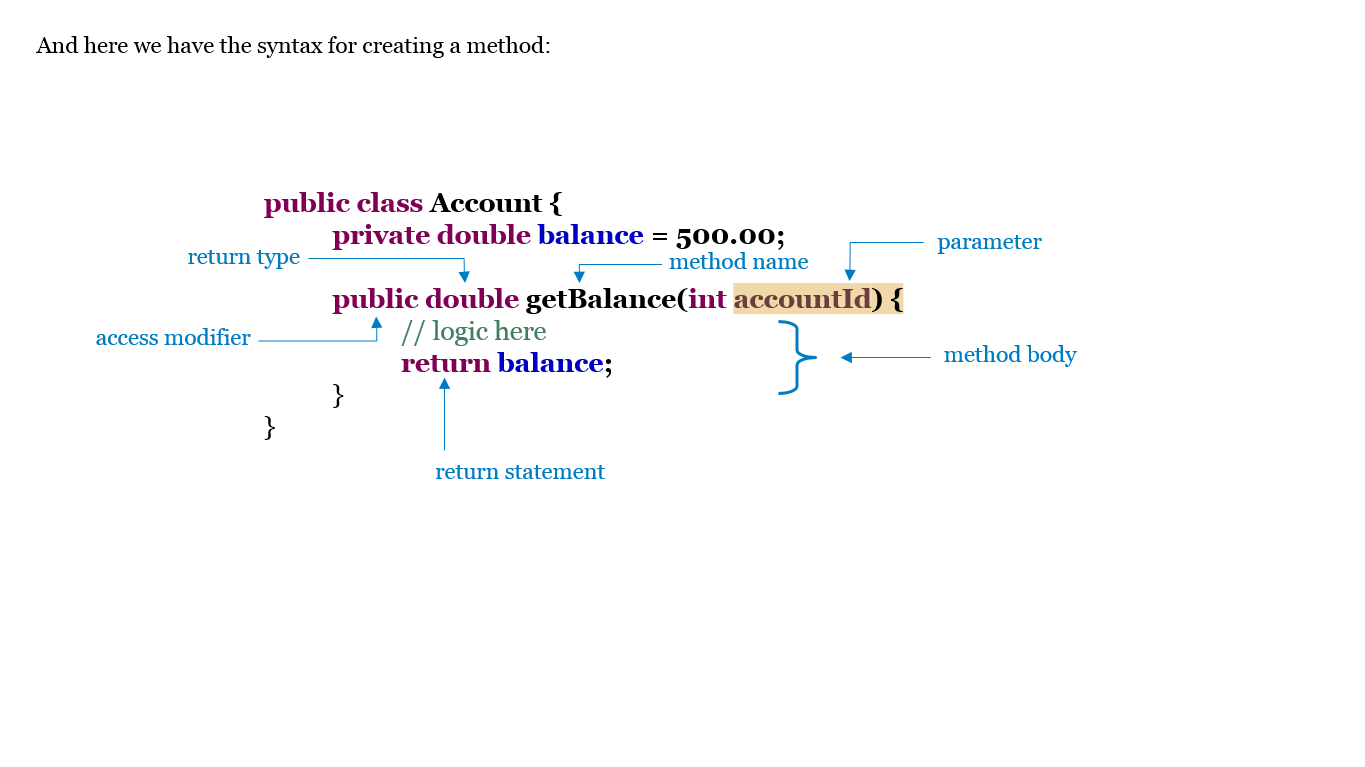 And here we have the syntax for creating a method:
public class Account {
private double balance = 500.00;
parameter
return type
method name
public double getBalance(int accountId) {
// logic here
access modifier
method body
return balance;
}
}
return statement